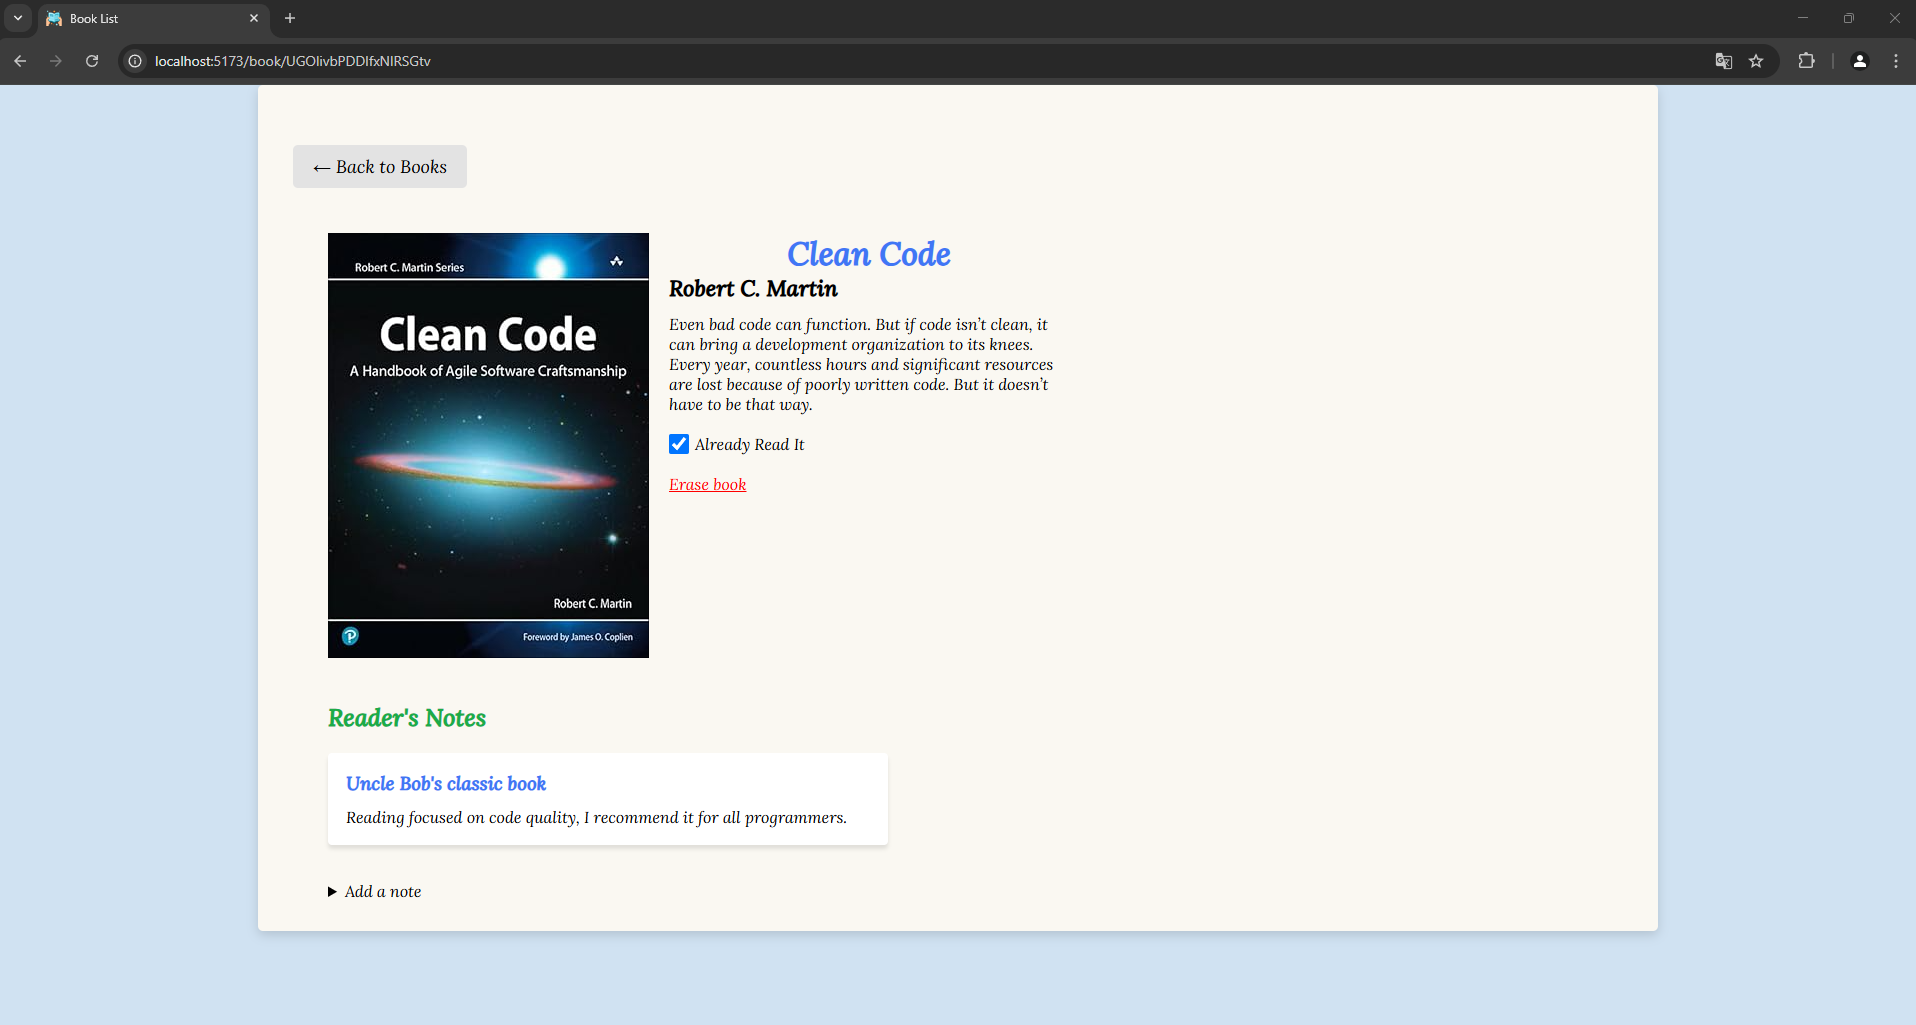 Book List
localhost:5173/book/UGOlivbPDDlfxNIRSGtv
← Back to Books
Robert C. Martin Series
Clean Code
A Handbook of Agile Software Craftsmanship
Robert C. Martin
Foreword by James O. Coplien
Clean Code
Robert C. Martin
Even bad code can function. But if code isn’t clean, it
can bring a development organization to its knees.
Every year, countless hours and significant resources
are lost because of poorly written code. But it doesn’t
have to be that way.
Already Read It
Erase book
Reader's Notes
Uncle Bob's classic book
Reading focused on code quality, I recommend it for all programmers.
Add a note